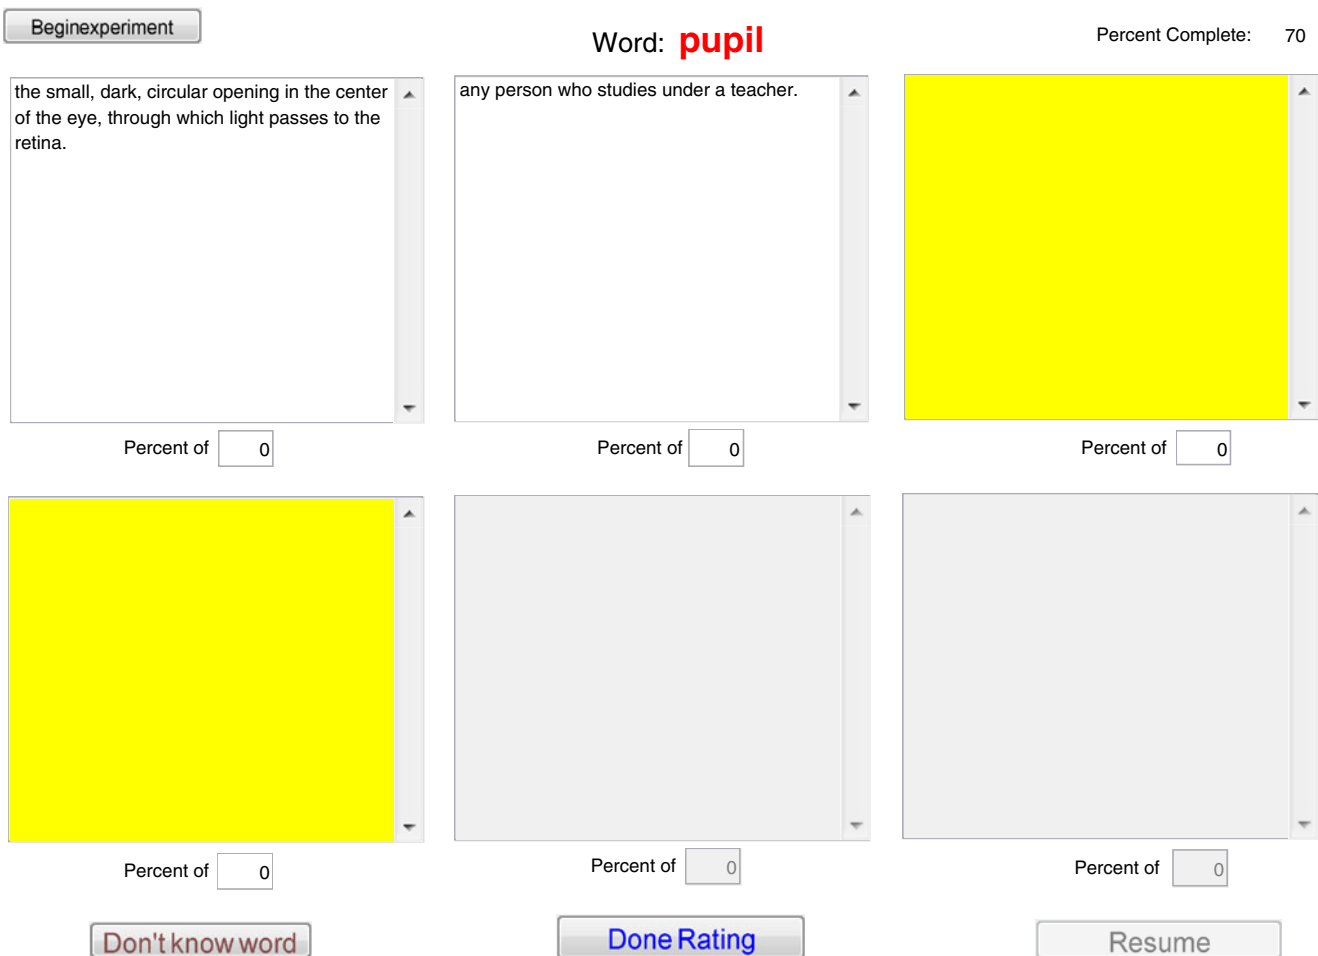 Beginexperiment
Word: pupil
Percent Complete: 70
the small, dark, circular opening in the center
of the eye, through which light passes to the
retina.
any person who studies under a teacher.
Percent of 0
Percent of 0
Percent of 0
Percent of 0
Percent of 0
Percent of 0
Don't know word
Done Rating
Resume